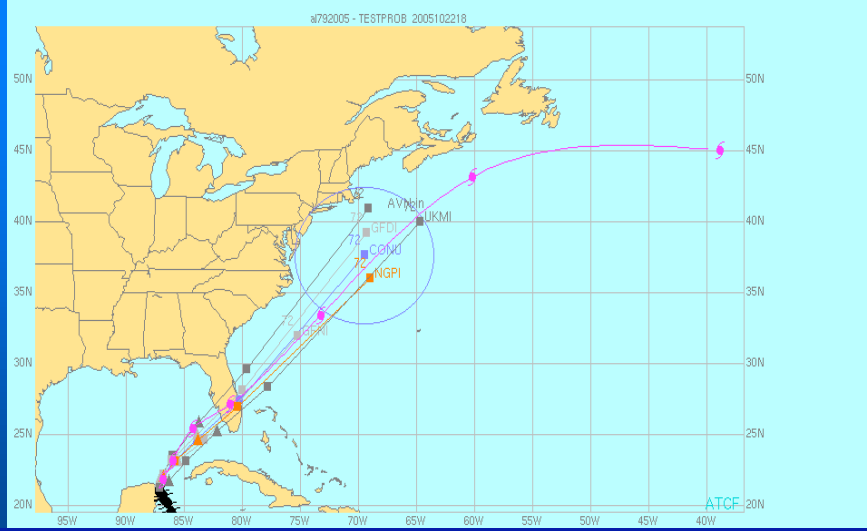 al792005 - TESTPROB 2005102218
50N 50N
45N 45N
72
AVNI
72
UKMI
72
GFDI
40N 40N
72
CONU
72
NGPI
35N 35N
72
GFNI
30N 30N
25N 25N
ATCF
20N 20N
95W 90W 85W 80W 75W 70W 65W 60W 55W 50W 45W 40W